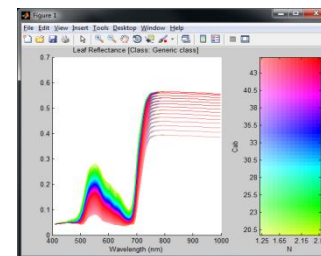 Figure 1
File Edit View Insert Tools Desktop Window Help
Leaf Reflectance [Class: Generic class]
0.7
0.6
0.5
0.4
0.3
0.2
0.1
0
400 500 600 700 800 900 1000
Wavelength (nm)
Cab
43
40.5
38
35.5
33
30.5
28
25.5
23
20.5
1.25 1.65 2.15
N